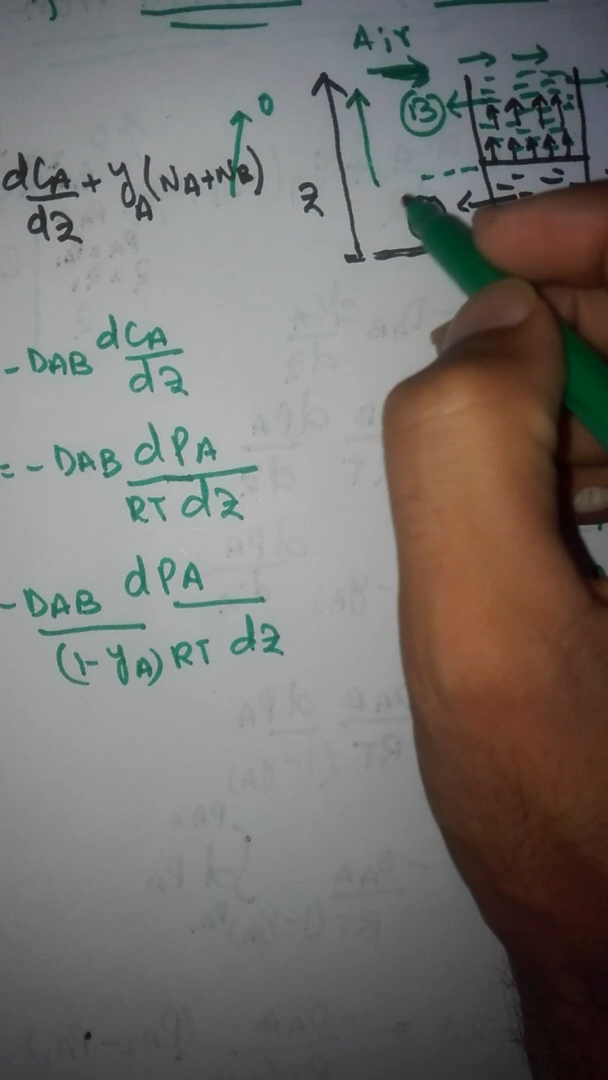 Air
B
0
dCA/dz + yA(NA+NB)
z
-DAB dCA/dz
= -DAB dPA/RT dz
-DAB dPA/(1-yA)RT dz